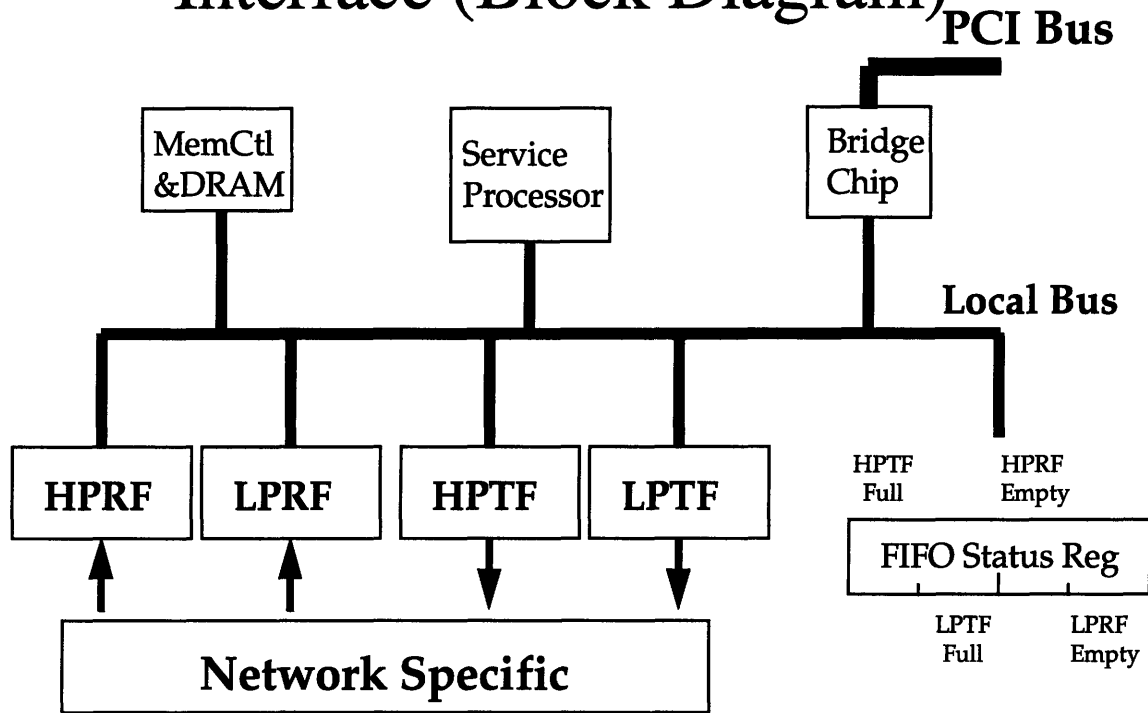 Interface (Block Diagram)
PCI Bus
MemCtl
&DRAM
Service
Processor
Bridge
Chip
Local Bus
HPRF
LPRF
HPTF
LPTF
HPTF
Full
HPRF
Empty
FIFO Status Reg
LPTF
Full
LPRF
Empty
Network Specific